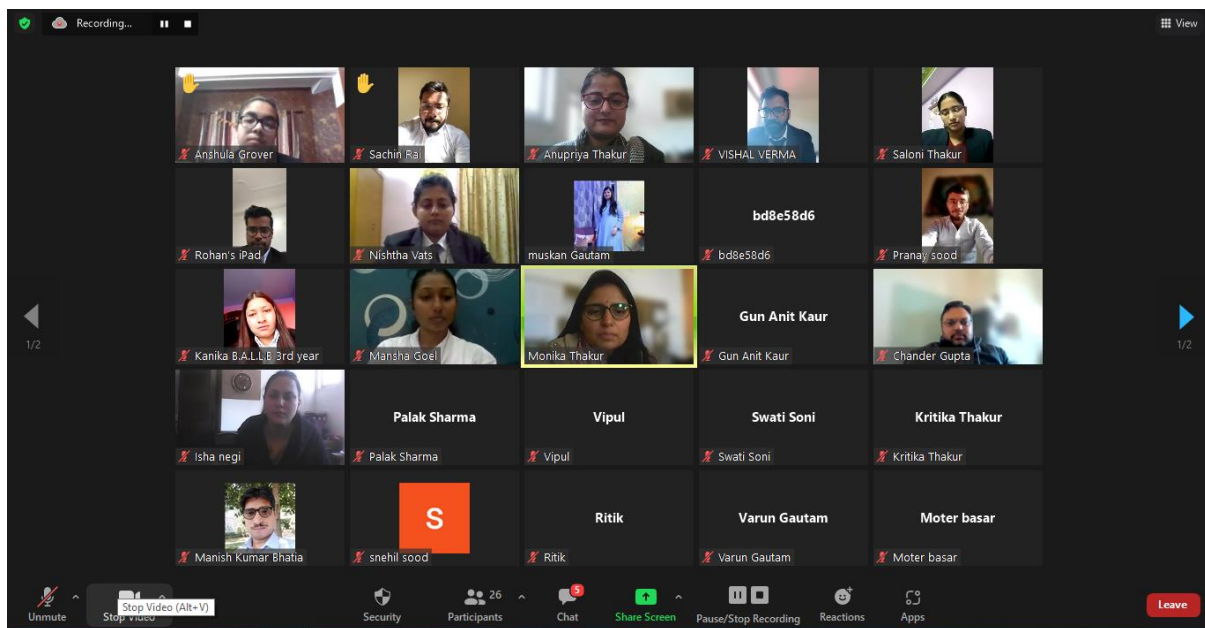 Recording...
View
Anshula Grover
Sachin Rai
Anupriya Thakur
VISHAL VERMA
Saloni Thakur
Rohan's iPad
Nishtha Vats
muskan Gautam
bd8e58d6
bd8e58d6
Pranay sood
1/2
Kanika B.A.L.L.B 3rd year
Mansha Goel
Monika Thakur
Gun Anit Kaur
Gun Anit Kaur
Chander Gupta
1/2
Isha negi
Palak Sharma
Palak Sharma
Vipul
Vipul
Swati Soni
Swati Soni
Kritika Thakur
Kritika Thakur
Manish Kumar Bhatia
S
snehil sood
Ritik
Ritik
Varun Gautam
Varun Gautam
Moter basar
Moter basar
Unmute
Stop Video (Alt+V)
Stop Video
Security
26
Participants
5
Chat
Share Screen
Pause/Stop Recording
Reactions
Apps
Leave